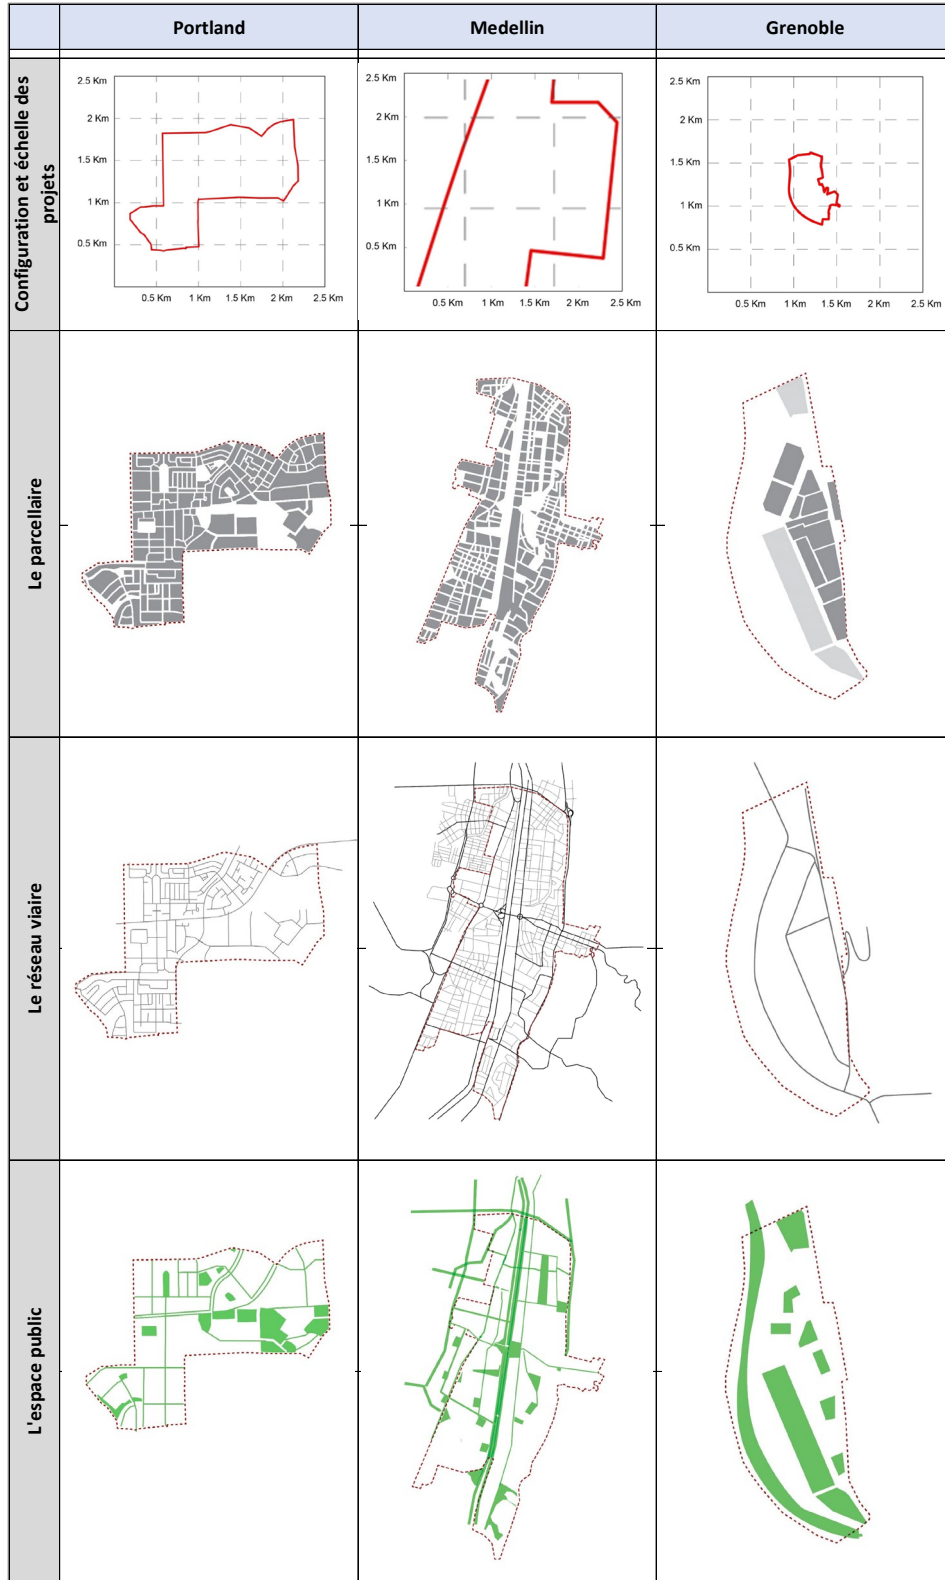 Portland
Medellin
Grenoble
Configuration et échelle des
projets
2.5 Km
2 Km
1.5 Km
1 Km
0.5 Km
0.5 Km 1 Km 1.5 Km 2 Km 2.5 Km
2.5 Km
2 Km
1.5 Km
1 Km
0.5 Km
0.5 Km 1 Km 1.5 Km 2 Km 2.5 Km
2.5 Km
2 Km
1.5 Km
1 Km
0.5 Km
0.5 Km 1 Km 1.5 Km 2 Km 2.5 Km
Le parcellaire
Le réseau viaire
L'espace public